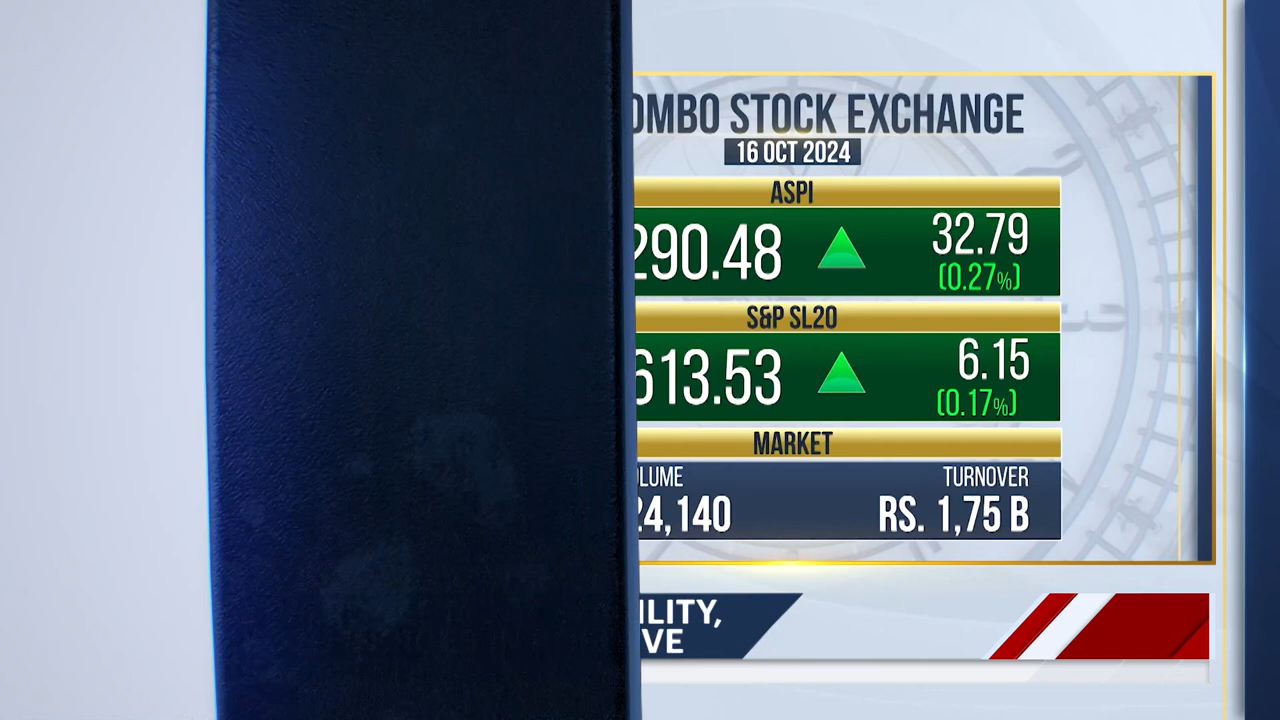 OMBO STOCK EXCHANGE
16 OCT 2024
ASPI
290.48 32.79
(0.27%)
S&P SL20
613.53 6.15
(0.17%)
MARKET
LUME TURNOVER
24,140 RS. 1,75 B
ILITY,
VE